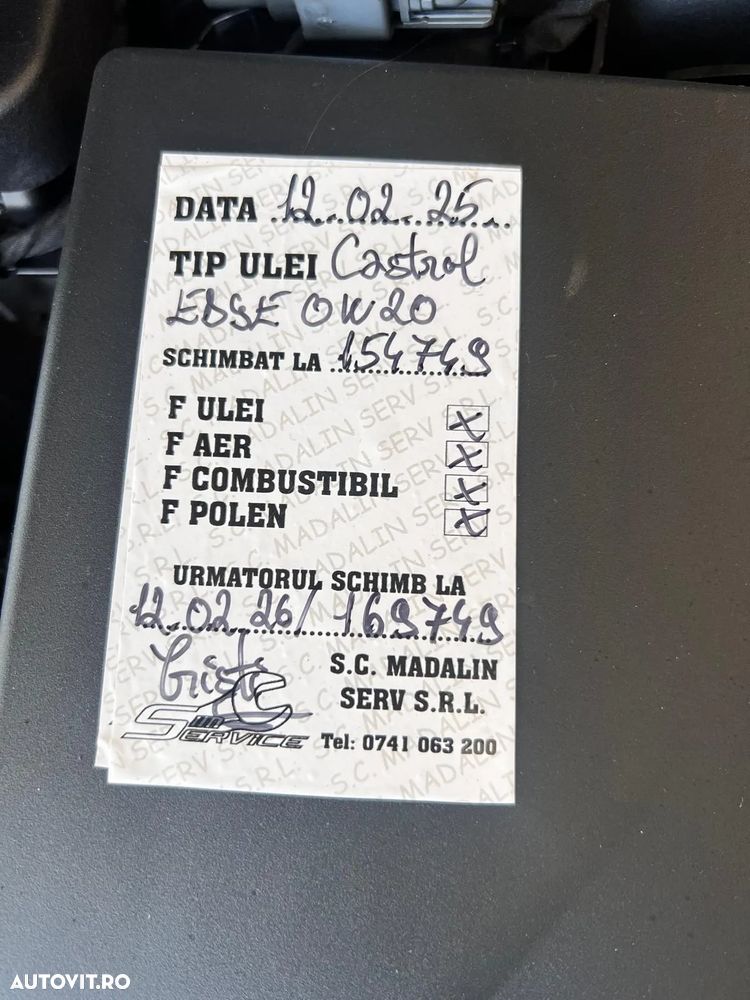 DATA 12.02.25
TIP ULEI Castrol
EDGE 0W20
SCHIMBAT LA 154749
F ULEI X
F AER X
F COMBUSTIBIL X
F POLEN X
URMATORUL SCHIMB LA
12.02.26/169749
S.C. MADALIN
SERV S.R.L.
SERVICE Tel: 0741 063 200
AUTOVIT.RO